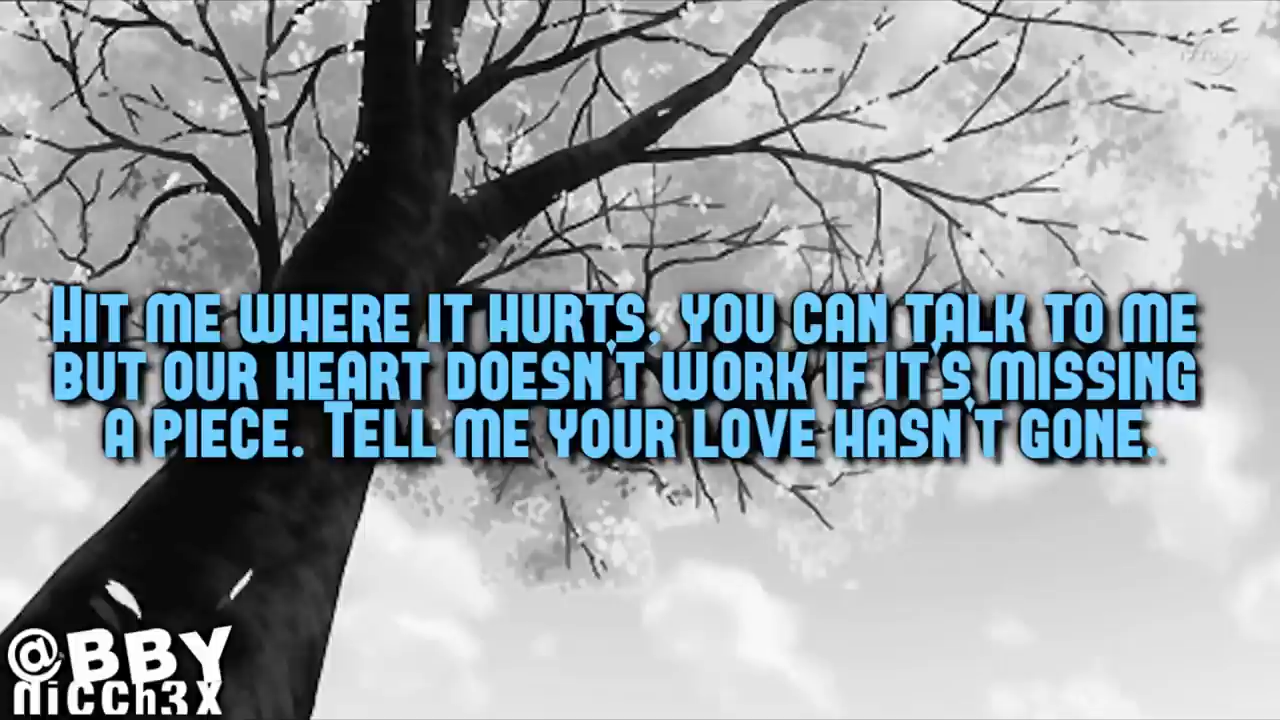 Hit me where it hurts, you can talk to me
but our heart doesn't work if it's missing
a piece. Tell me your love hasn't gone.
@BBY
nicch3x